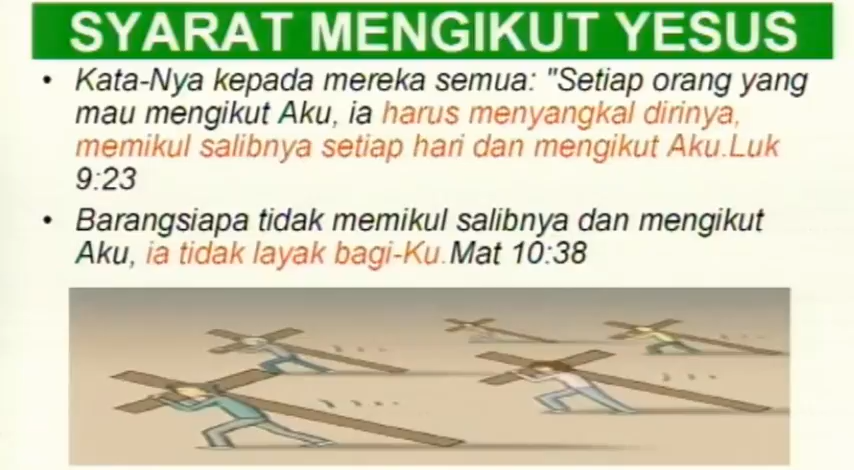 SYARAT MENGIKUT YESUS
• Kata-Nya kepada mereka semua: "Setiap orang yang
mau mengikut Aku, ia harus menyangkal dirinya,
memikul salibnya setiap hari dan mengikut Aku.Luk
9:23
• Barangsiapa tidak memikul salibnya dan mengikut
Aku, ia tidak layak bagi-Ku.Mat 10:38